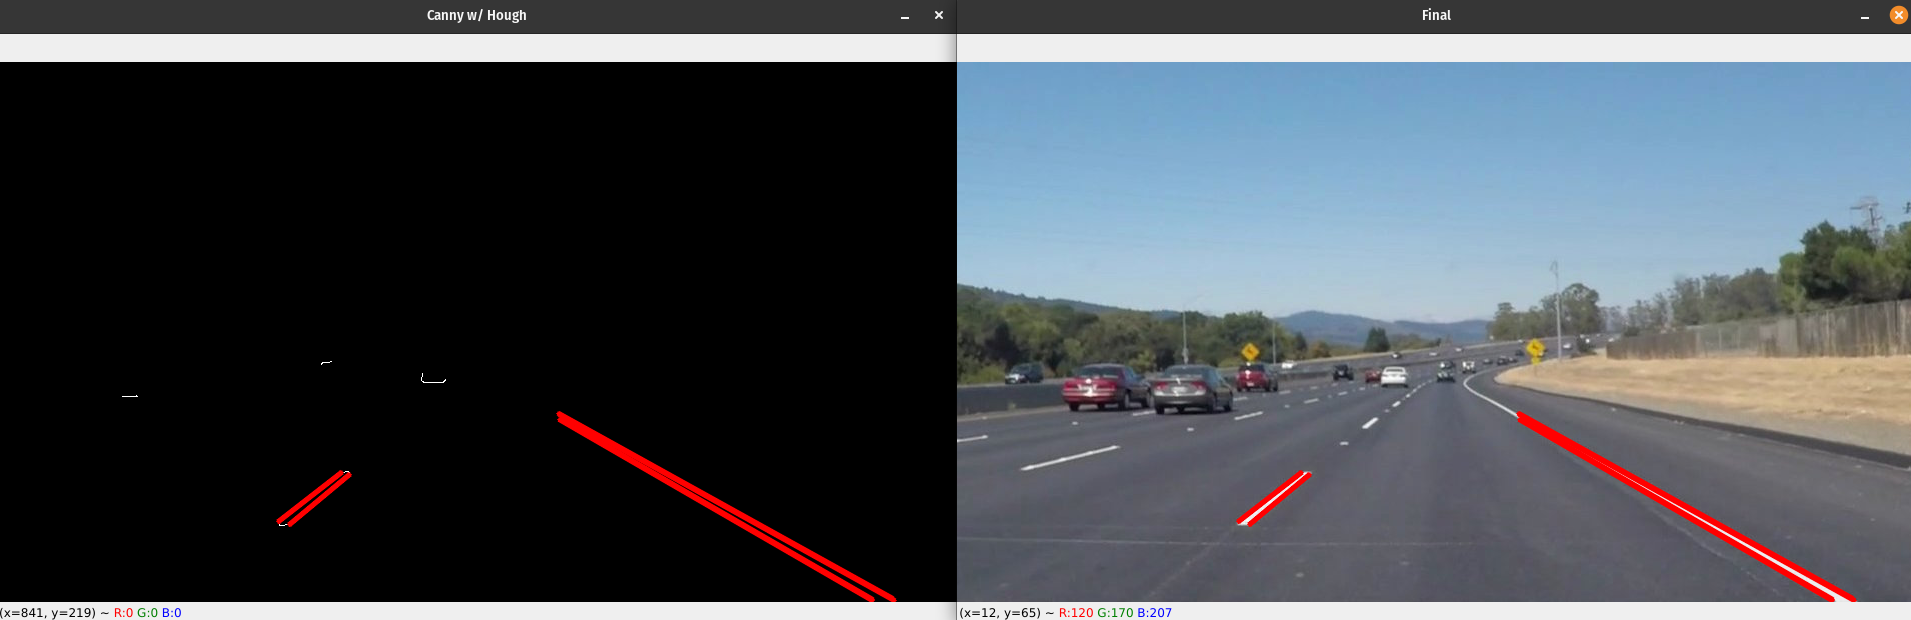 Canny w/ Hough
Final
(x=841, y=219) ~ R:0 G:0 B:0
(x=12, y=65) ~ R:120 G:170 B:207